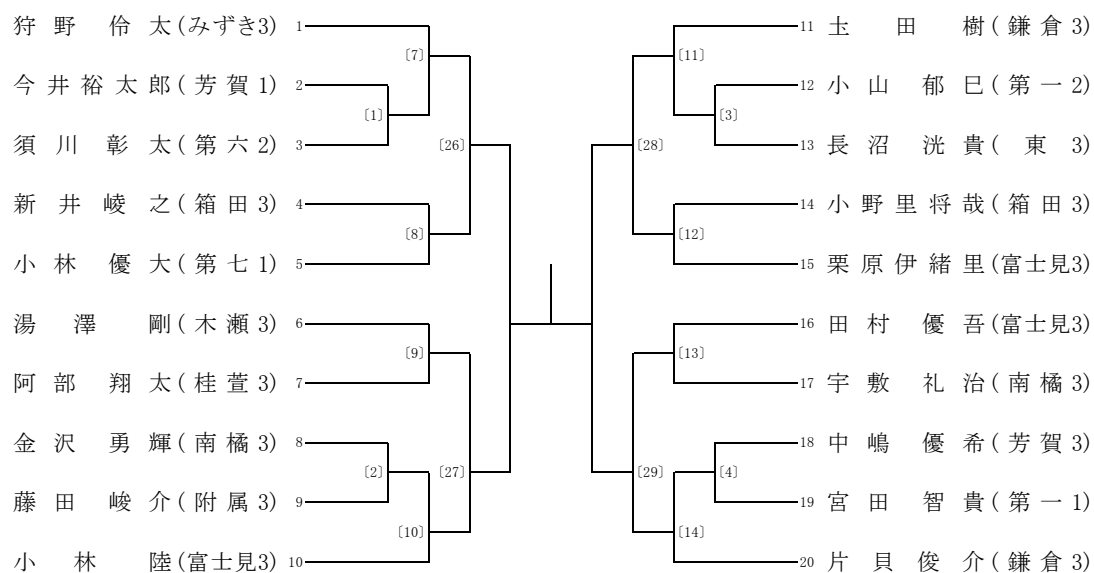 狩野伶太(みずき3) 1
〔7〕
今井裕太郎(芳賀1) 2
〔1〕
須川彰太(第六2) 3
〔26〕
新井崚之(箱田3) 4
〔8〕
小林優大(第七1) 5
湯澤剛(木瀬3) 6
〔9〕
阿部翔太(桂萱3) 7
金沢勇輝(南橘3) 8
〔2〕
〔27〕
藤田峻介(附属3) 9
〔10〕
小林陸(富士見3) 10
11 圡田樹(鎌倉3)
〔11〕
12 小山郁巳(第一2)
〔3〕
13 長沼洸貴(東3)
〔28〕
14 小野里将哉(箱田3)
〔12〕
15 栗原伊緒里(富士見3)
16 田村優吾(富士見3)
〔13〕
17 宇敷礼治(南橘3)
18 中嶋優希(芳賀3)
〔4〕
〔29〕
19 宮田智貴(第一1)
〔14〕
20 片貝俊介(鎌倉3)